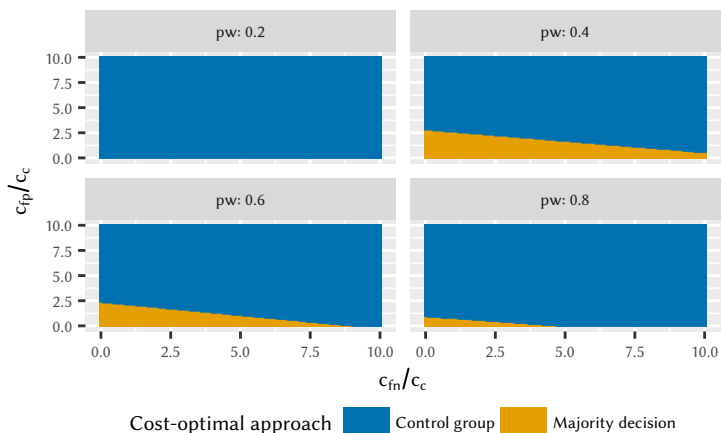 pw: 0.2
pw: 0.4
10.0
7.5
5.0
2.5
0.0
pw: 0.6
pw: 0.8
10.0
7.5
5.0
2.5
0.0
c_fp/c_c
0.0 2.5 5.0 7.5 10.0
0.0 2.5 5.0 7.5 10.0
c_fn/c_c
Cost-optimal approach Control group Majority decision